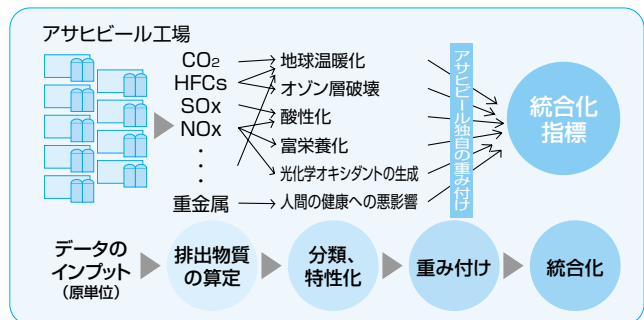 アサヒビール工場
CO₂
HFCs
SOx
NOx
・
・
・
重金属
地球温暖化
オゾン層破壊
酸性化
富栄養化
光化学オキシダントの生成
人間の健康への悪影響
アサヒビール独自の重み付け
統合化
指標
データの
インプット
(原単位)
排出物質
の算定
分類、
特性化
重み付け
統合化